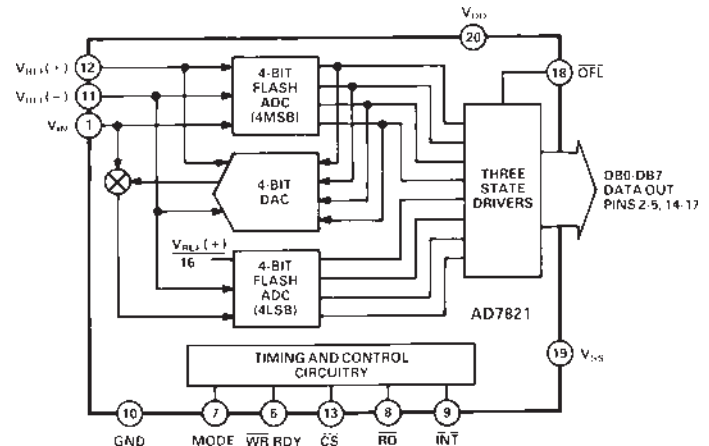 VDD
20
VREF(+) 12
VREF(−) 11
VIN 1
4-BIT
FLASH
ADC
(4MSB)
18 OFL
4-BIT
DAC
THREE
STATE
DRIVERS
DB0-DB7
DATA OUT
PINS 2-5, 14-17
VREF(+)
16
4-BIT
FLASH
ADC
(4LSB)
AD7821
19 VSS
TIMING AND CONTROL
CIRCUITRY
10 7 6 13 8 9
GND MODE WR RDY CS RD INT